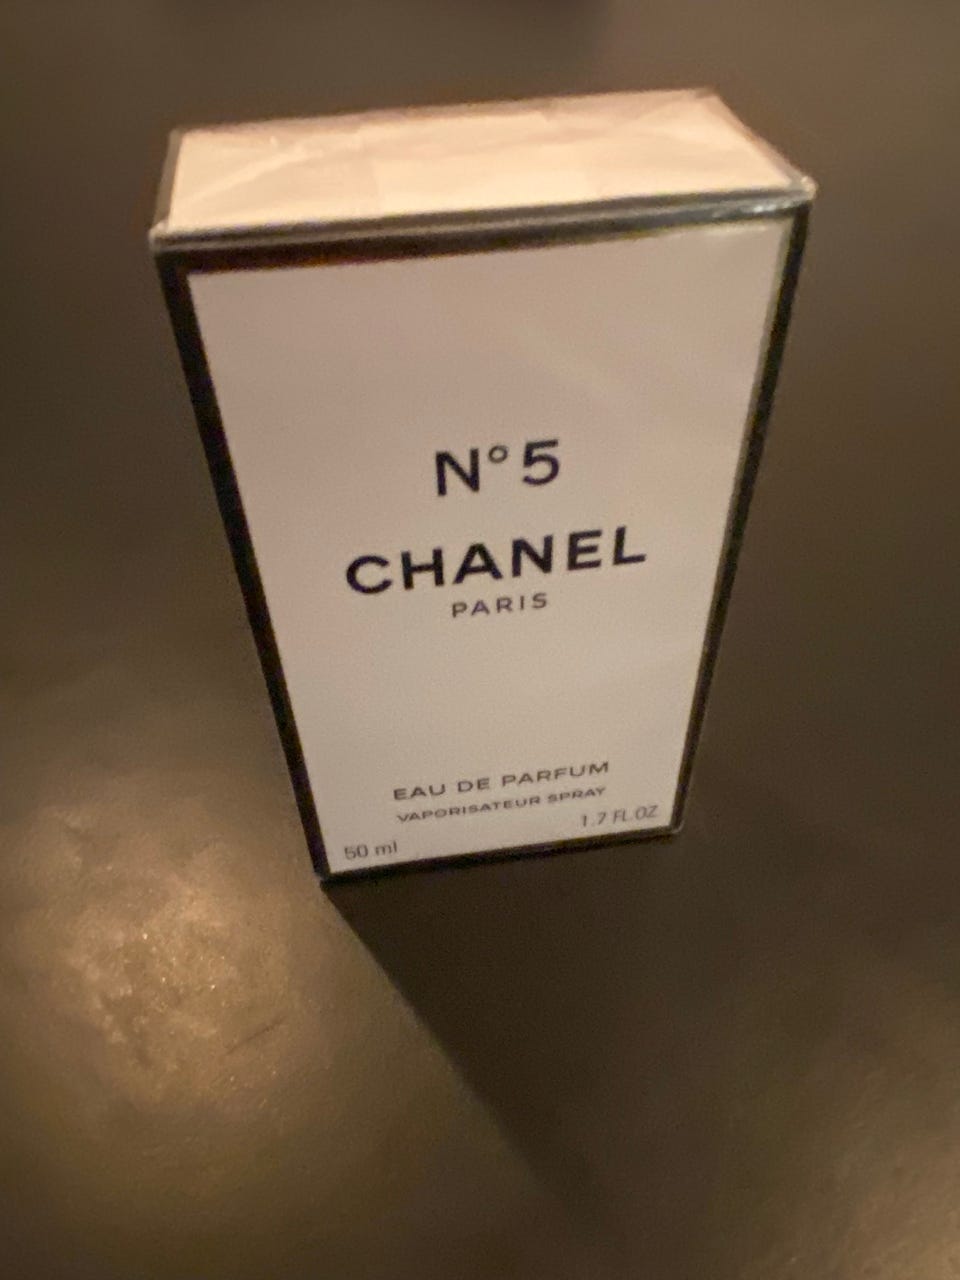 N° 5
CHANEL
PARIS
EAU DE PARFUM
VAPORISATEUR SPRAY
50 ml 1.7 FL.OZ